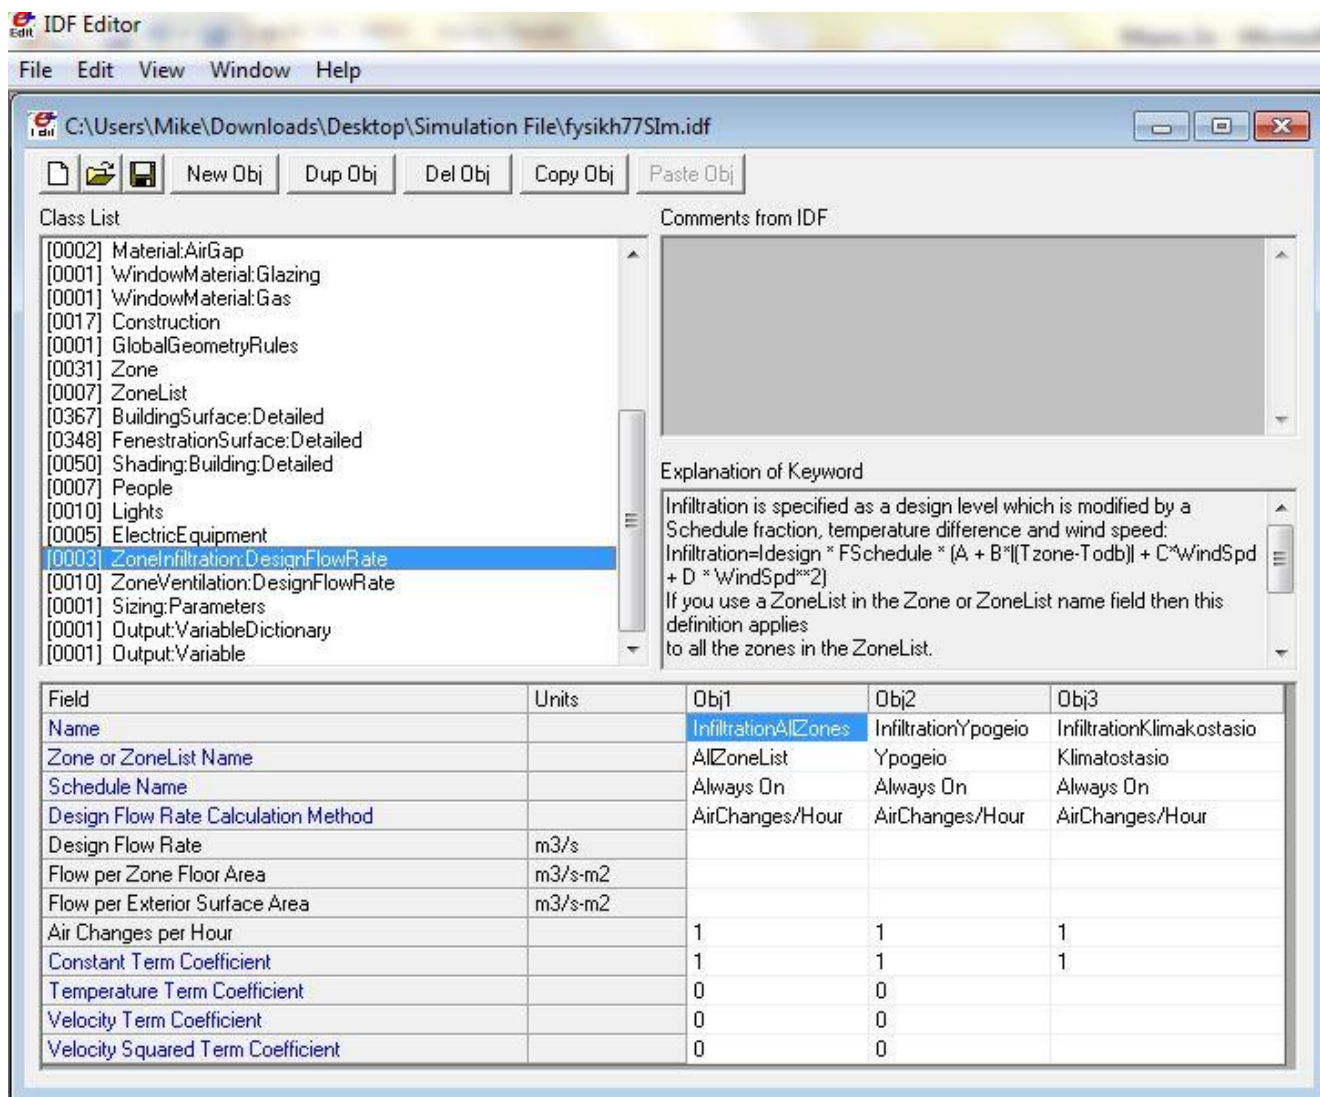 IDF Editor
File Edit View Window Help
C:\Users\Mike\Downloads\Desktop\Simulation File\fysikh77SIm.idf
New Obj Dup Obj Del Obj Copy Obj Paste Obj
Class List
[0002] Material:AirGap
[0001] WindowMaterial:Glazing
[0001] WindowMaterial:Gas
[0017] Construction
[0001] GlobalGeometryRules
[0031] Zone
[0007] ZoneList
[0367] BuildingSurface:Detailed
[0348] FenestrationSurface:Detailed
[0050] Shading:Building:Detailed
[0007] People
[0010] Lights
[0005] ElectricEquipment
[0003] ZoneInfiltration:DesignFlowRate
[0010] ZoneVentilation:DesignFlowRate
[0001] Sizing:Parameters
[0001] Output:VariableDictionary
[0001] Output:Variable
Comments from IDF
Explanation of Keyword
Infiltration is specified as a design level which is modified by a
Schedule fraction, temperature difference and wind speed:
Infiltration=Idesign * FSchedule * (A + B*|(Tzone-Todb)| + C*WindSpd
+ D * WindSpd**2)
If you use a ZoneList in the Zone or ZoneList name field then this
definition applies
to all the zones in the ZoneList.
Field Units Obj1 Obj2 Obj3
Name InfiltrationAllZones InfiltrationYpogeio InfiltrationKlimakostasio
Zone or ZoneList Name AllZoneList Ypogeio Klimatostasio
Schedule Name Always On Always On Always On
Design Flow Rate Calculation Method AirChanges/Hour AirChanges/Hour AirChanges/Hour
Design Flow Rate m3/s
Flow per Zone Floor Area m3/s-m2
Flow per Exterior Surface Area m3/s-m2
Air Changes per Hour 1 1 1
Constant Term Coefficient 1 1 1
Temperature Term Coefficient 0 0
Velocity Term Coefficient 0 0
Velocity Squared Term Coefficient 0 0